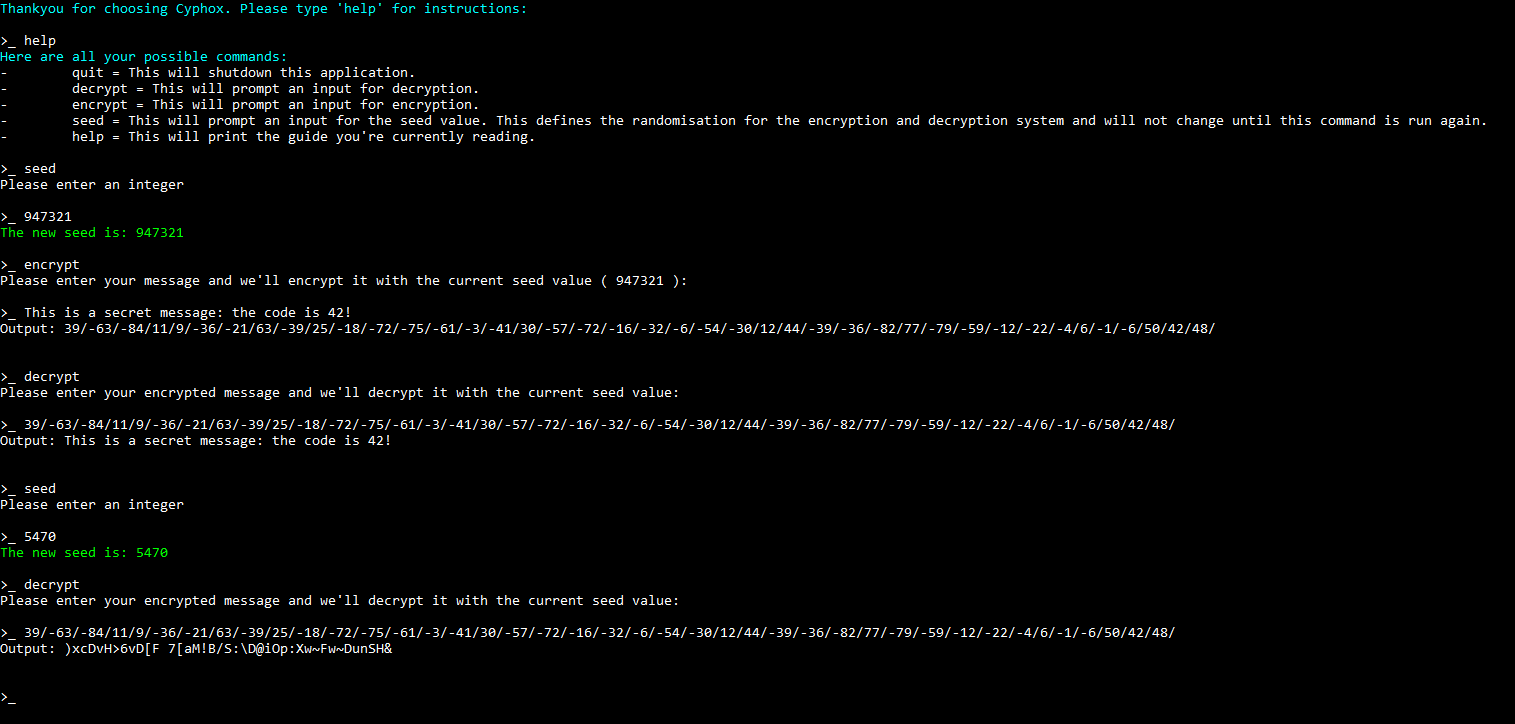 Thankyou for choosing Cyphox. Please type 'help' for instructions:
>_ help
Here are all your possible commands:
-        quit = This will shutdown this application.
-        decrypt = This will prompt an input for decryption.
-        encrypt = This will prompt an input for encryption.
-        seed = This will prompt an input for the seed value. This defines the randomisation for the encryption and decryption system and will not change until this command is run again.
-        help = This will print the guide you're currently reading.
>_ seed
Please enter an integer
>_ 947321
The new seed is: 947321
>_ encrypt
Please enter your message and we'll encrypt it with the current seed value ( 947321 ):
>_ This is a secret message: the code is 42!
Output: 39/-63/-84/11/9/-36/-21/63/-39/25/-18/-72/-75/-61/-3/-41/30/-57/-72/-16/-32/-6/-54/-30/12/44/-39/-36/-82/77/-79/-59/-12/-22/-4/6/-1/-6/50/42/48/
>_ decrypt
Please enter your encrypted message and we'll decrypt it with the current seed value:
>_ 39/-63/-84/11/9/-36/-21/63/-39/25/-18/-72/-75/-61/-3/-41/30/-57/-72/-16/-32/-6/-54/-30/12/44/-39/-36/-82/77/-79/-59/-12/-22/-4/6/-1/-6/50/42/48/
Output: This is a secret message: the code is 42!
>_ seed
Please enter an integer
>_ 5470
The new seed is: 5470
>_ decrypt
Please enter your encrypted message and we'll decrypt it with the current seed value:
>_ 39/-63/-84/11/9/-36/-21/63/-39/25/-18/-72/-75/-61/-3/-41/30/-57/-72/-16/-32/-6/-54/-30/12/44/-39/-36/-82/77/-79/-59/-12/-22/-4/6/-1/-6/50/42/48/
Output: )xcDvH>6vD[F 7[aM!B/S:\D@iOp:Xw~Fw~DunSH&
>_